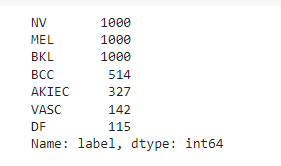 NV 1000
MEL 1000
BKL 1000
BCC 514
AKIEC 327
VASC 142
DF 115
Name: label, dtype: int64